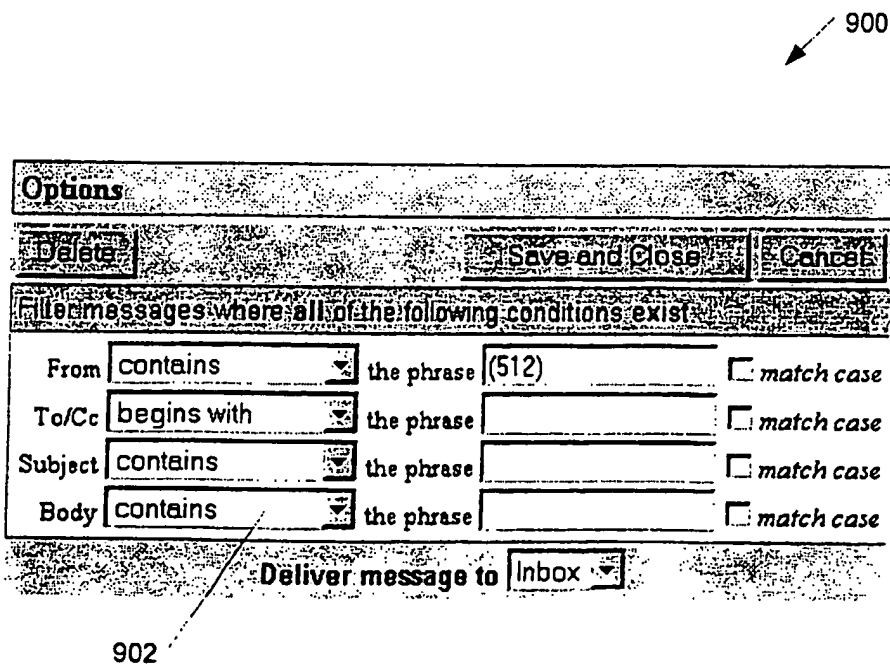 900
Options
Delete Save and Close Cancel
Filter messages where all of the following conditions exist
From contains the phrase (512) match case
To/Cc begins with the phrase match case
Subject contains the phrase match case
Body contains the phrase match case
Deliver message to Inbox
902